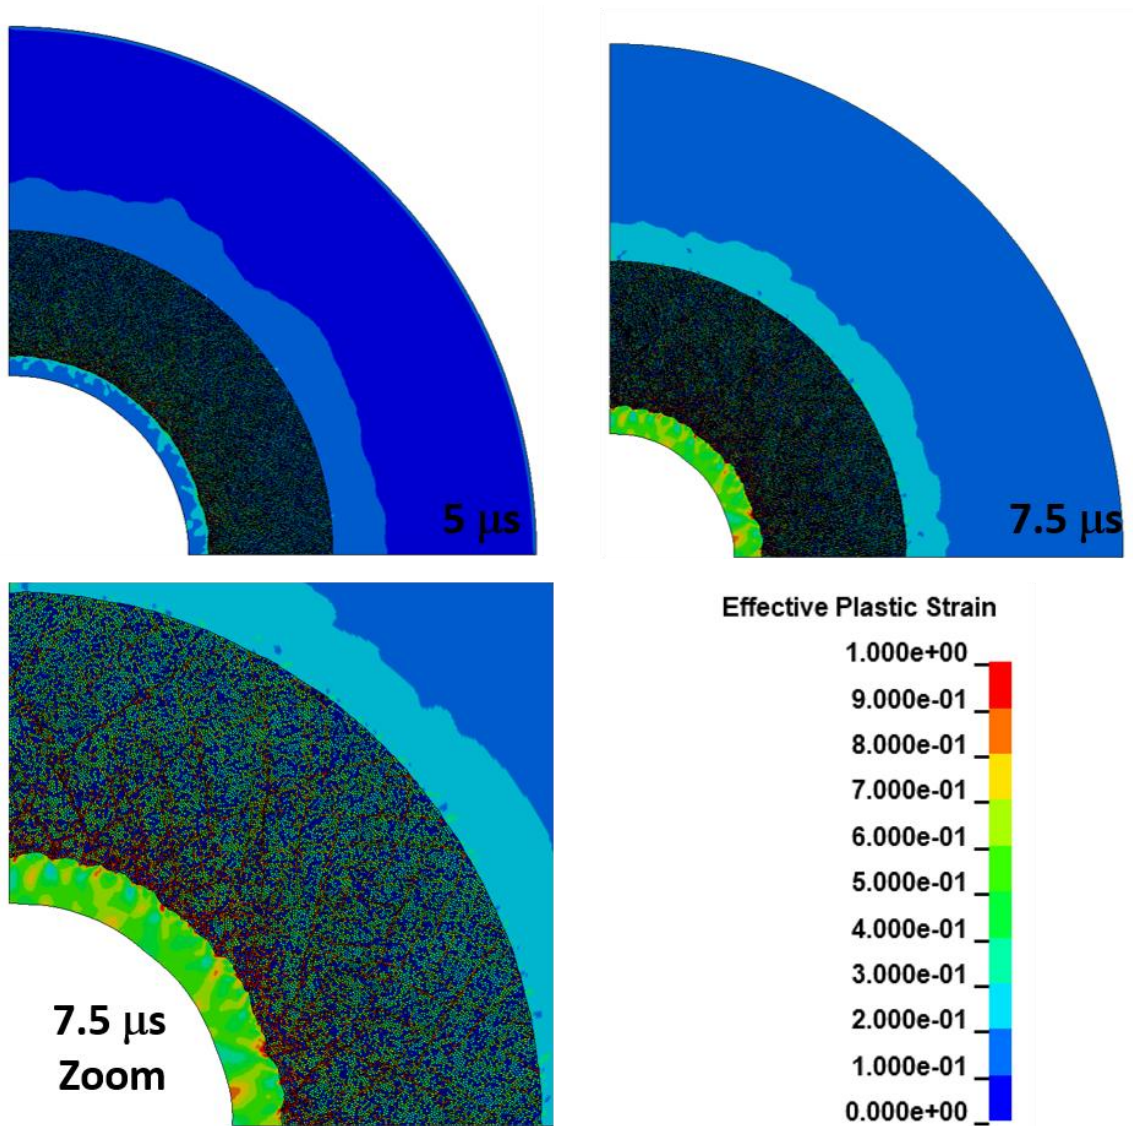 5 μs
7.5 μs
7.5 μs
Zoom
Effective Plastic Strain
1.000e+00
9.000e-01
8.000e-01
7.000e-01
6.000e-01
5.000e-01
4.000e-01
3.000e-01
2.000e-01
1.000e-01
0.000e+00